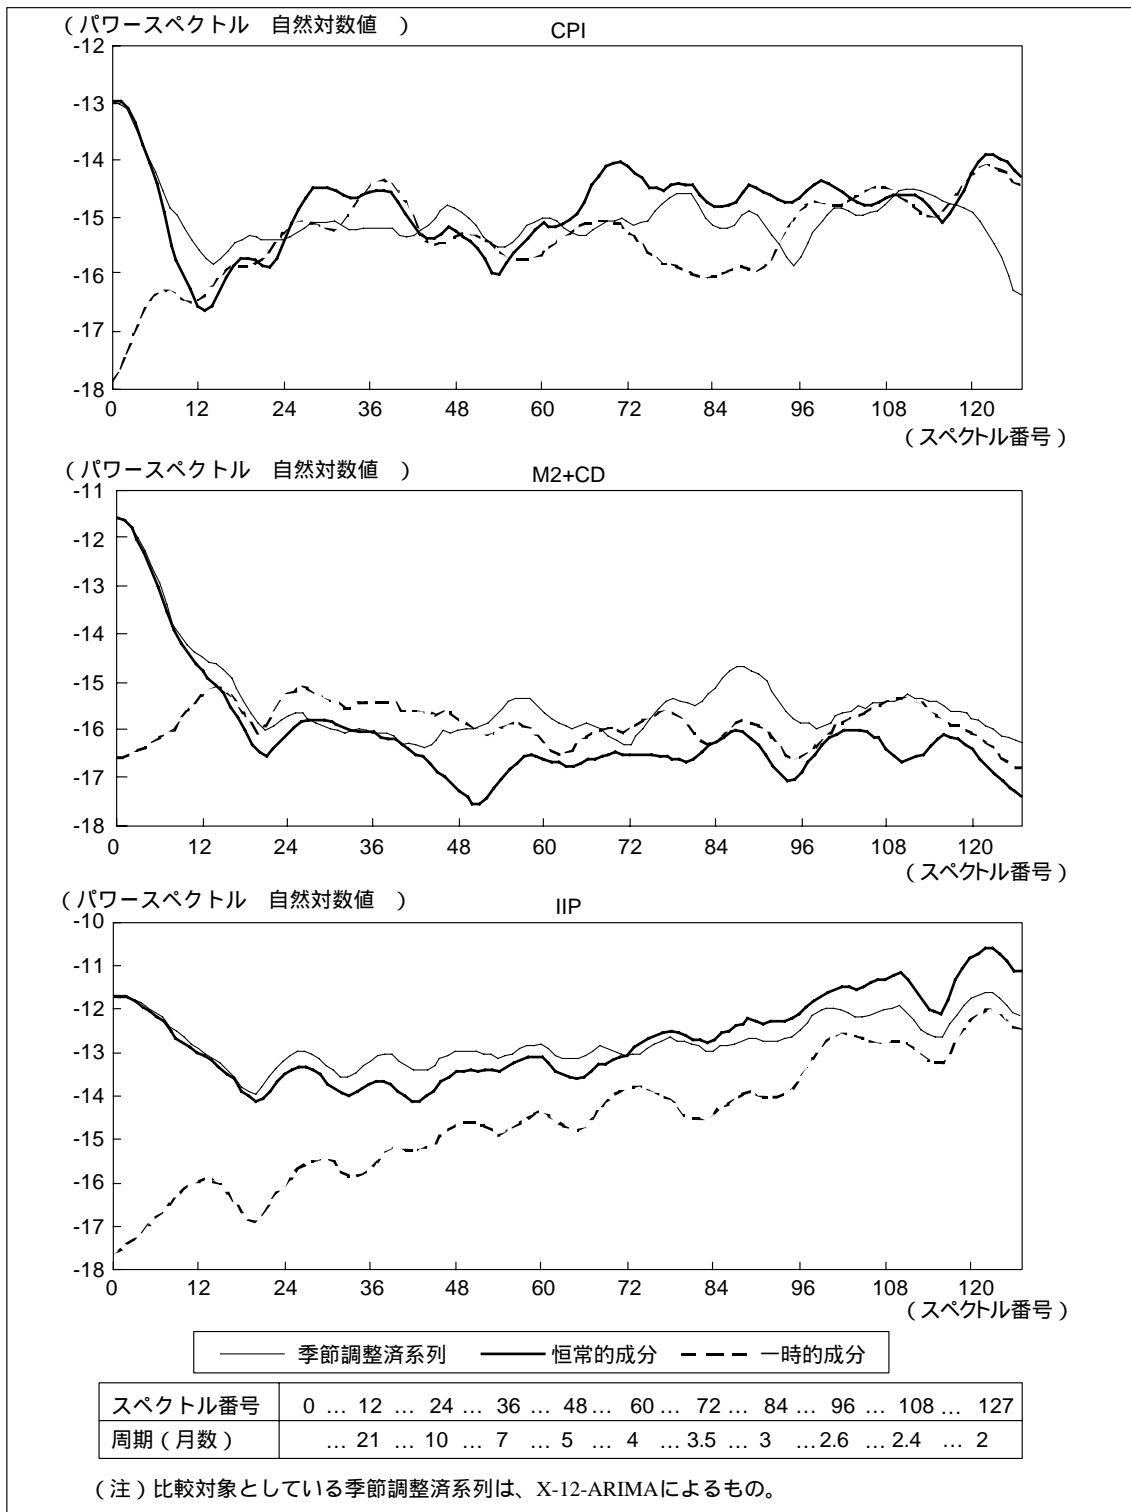 (パワースペクトル 自然対数値 )
CPI
-12
-13
-14
-15
-16
-17
-18
0 12 24 36 48 60 72 84 96 108 120
(スペクトル番号)
(パワースペクトル 自然対数値 )
M2+CD
-11
-12
-13
-14
-15
-16
-17
-18
0 12 24 36 48 60 72 84 96 108 120
(スペクトル番号)
(パワースペクトル 自然対数値 )
IIP
-10
-11
-12
-13
-14
-15
-16
-17
-18
0 12 24 36 48 60 72 84 96 108 120
(スペクトル番号)
季節調整済系列 恒常的成分 一時的成分
スペクトル番号 0 … 12 … 24 … 36 … 48 … 60 … 72 … 84 … 96 … 108 … 127
周期(月数) … 21 … 10 … 7 … 5 … 4 … 3.5 … 3 … 2.6 … 2.4 … 2
(注)比較対象としている季節調整済系列は、X-12-ARIMAによるもの。